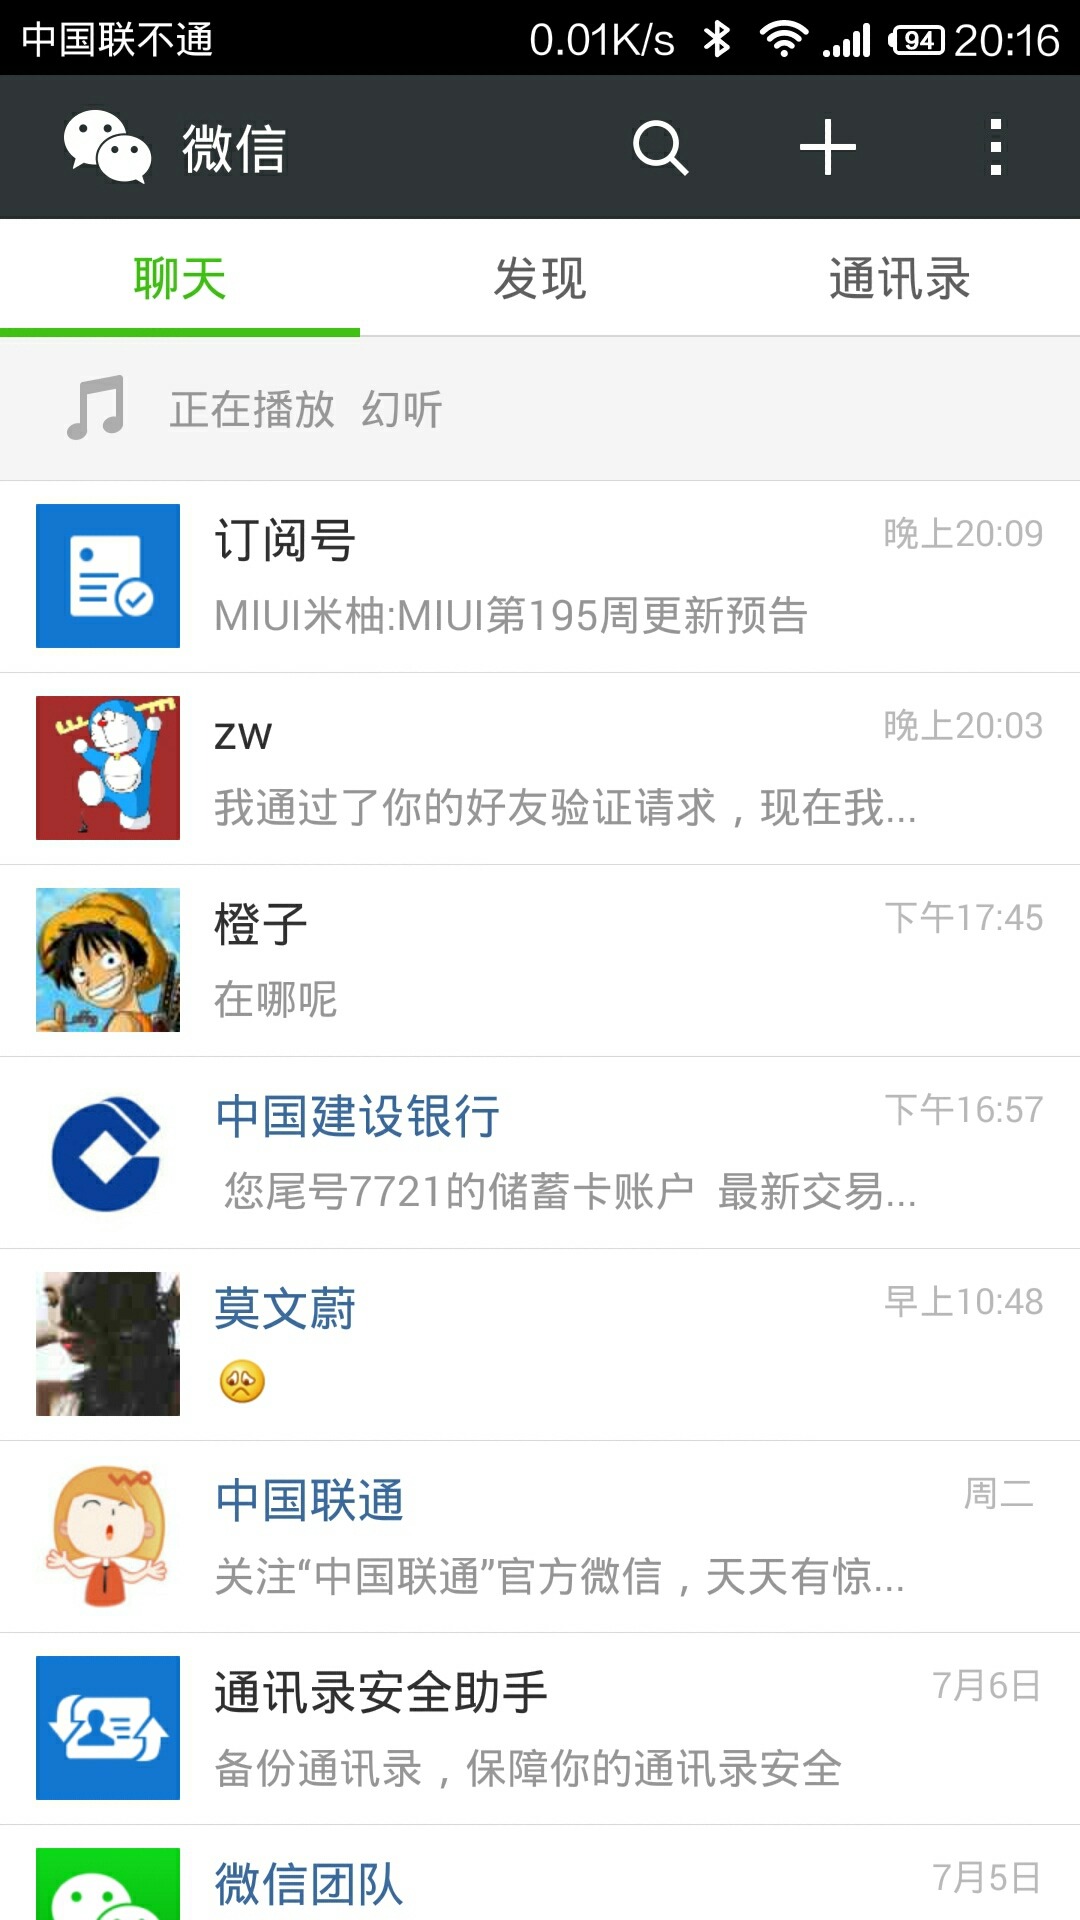 中国联不通 0.01K/s 94 20:16
微信
聊天 发现 通讯录
正在播放 幻听
订阅号 晚上20:09
MIUI米柚:MIUI第195周更新预告
zw 晚上20:03
我通过了你的好友验证请求，现在我...
橙子 下午17:45
在哪呢
中国建设银行 下午16:57
您尾号7721的储蓄卡账户 最新交易...
莫文蔚 早上10:48
中国联通 周二
关注“中国联通”官方微信，天天有惊...
通讯录安全助手 7月6日
备份通讯录，保障你的通讯录安全
微信团队 7月5日